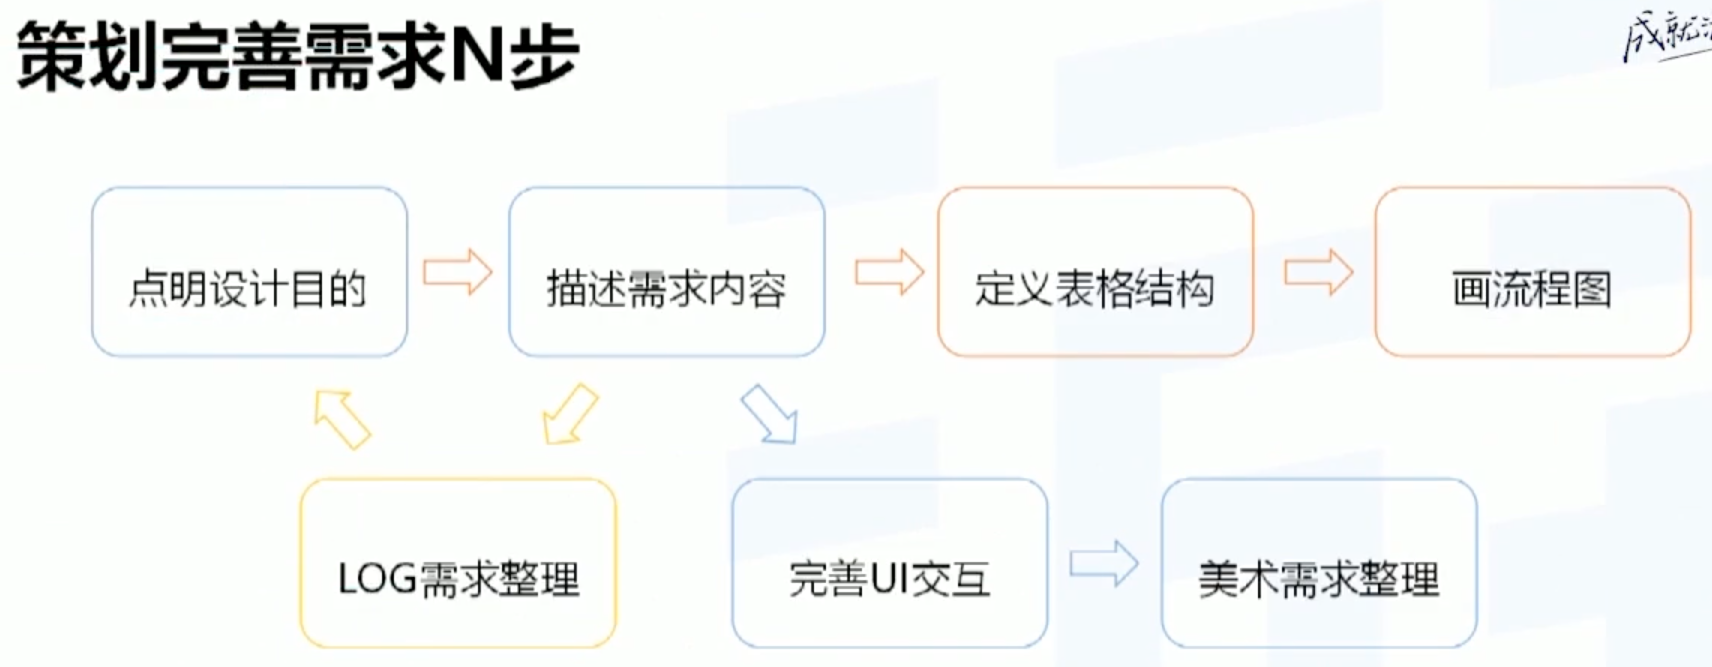 策划完善需求N步
成就
点明设计目的
描述需求内容
定义表格结构
画流程图
LOG需求整理
完善UI交互
美术需求整理